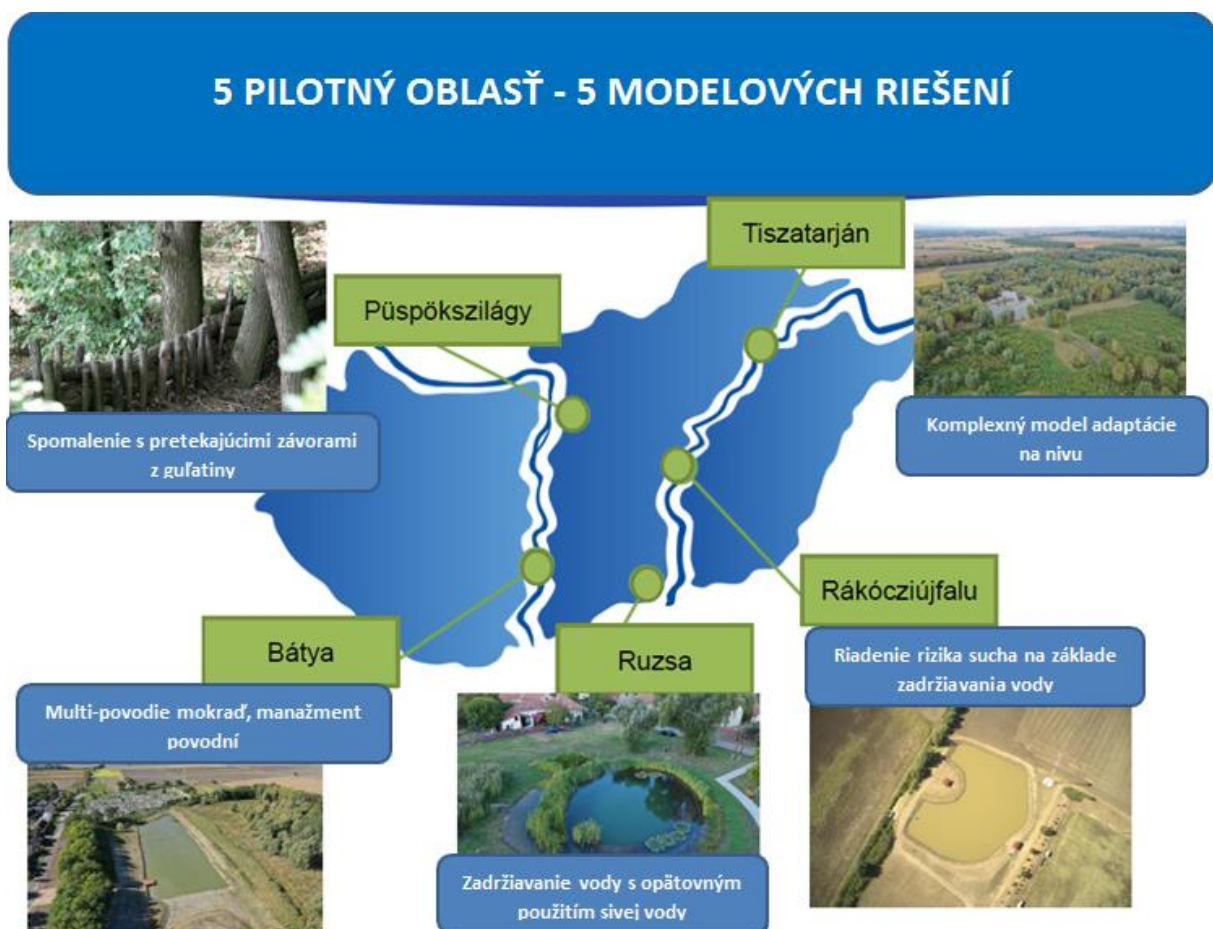 5 PILOTNÝ OBLASŤ - 5 MODELOVÝCH RIEŠENÍ
Tiszatarján
Püspökszilágy
Spomalenie s pretekajúcimi závorami
z guľatiny
Komplexný model adaptácie
na nivu
Rákócziújfalu
Bátya
Ruzsa
Riadenie rizika sucha na základe
zadržiavania vody
Multi-povodie mokraď, manažment
povodní
Zadržiavanie vody s opätovným
použitím sivej vody